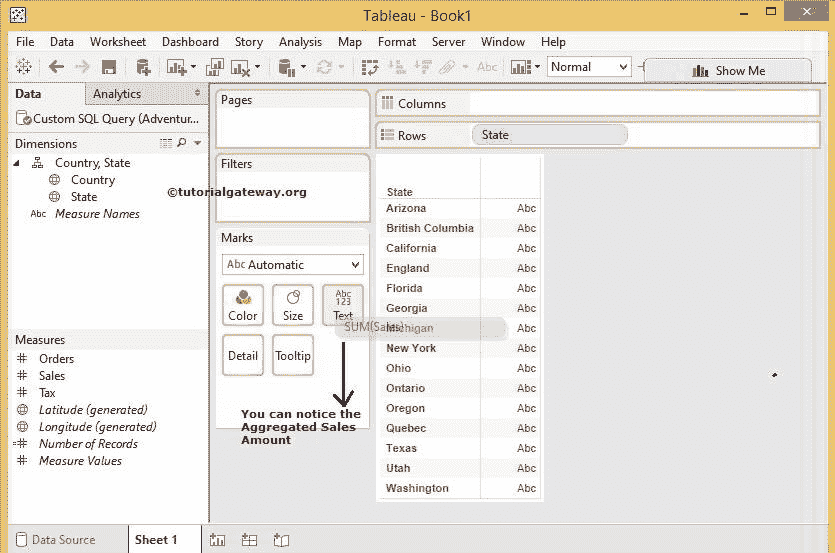 Tableau - Book1
File Data Worksheet Dashboard Story Analysis Map Format Server Window Help
Abc Normal Show Me
Data Analytics
Custom SQL Query (Adventur...
Dimensions
Country, State
Country
State
Abc Measure Names
Measures
Orders
Sales
Tax
Latitude (generated)
Longitude (generated)
Number of Records
Measure Values
Pages
Filters
©tutorialgateway.org
Marks
Abc Automatic
Color Size Abc 123 Text
SUM(Sales)
Detail Tooltip
You can notice the
Aggregated Sales
Amount
Columns
Rows State
State
Arizona Abc
British Columbia Abc
California Abc
England Abc
Florida Abc
Georgia Abc
Michigan Abc
New York Abc
Ohio Abc
Ontario Abc
Oregon Abc
Quebec Abc
Texas Abc
Utah Abc
Washington Abc
Data Source Sheet 1